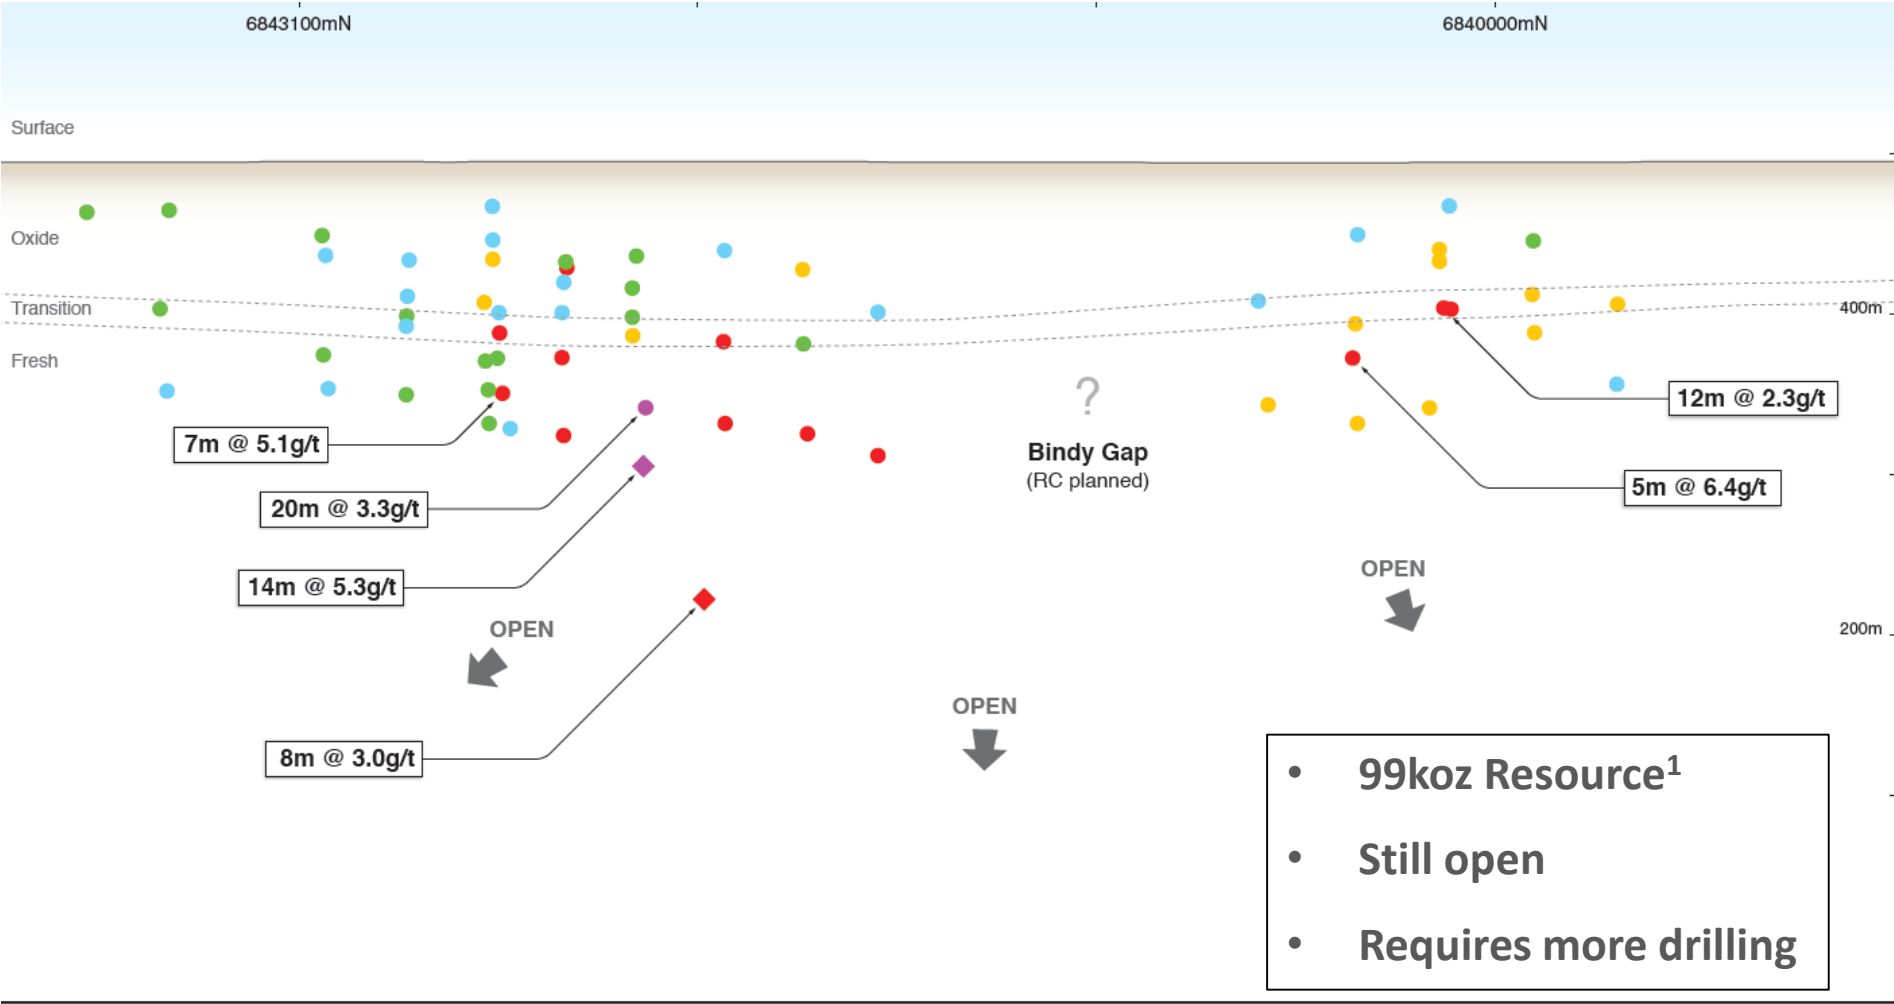 6843100mN
6840000mN
Surface
Oxide
Transition
400m
Fresh
?
12m @ 2.3g/t
7m @ 5.1g/t
Bindy Gap
(RC planned)
5m @ 6.4g/t
20m @ 3.3g/t
14m @ 5.3g/t
OPEN
OPEN
200m
OPEN
8m @ 3.0g/t
• 99koz Resource¹
• Still open
• Requires more drilling